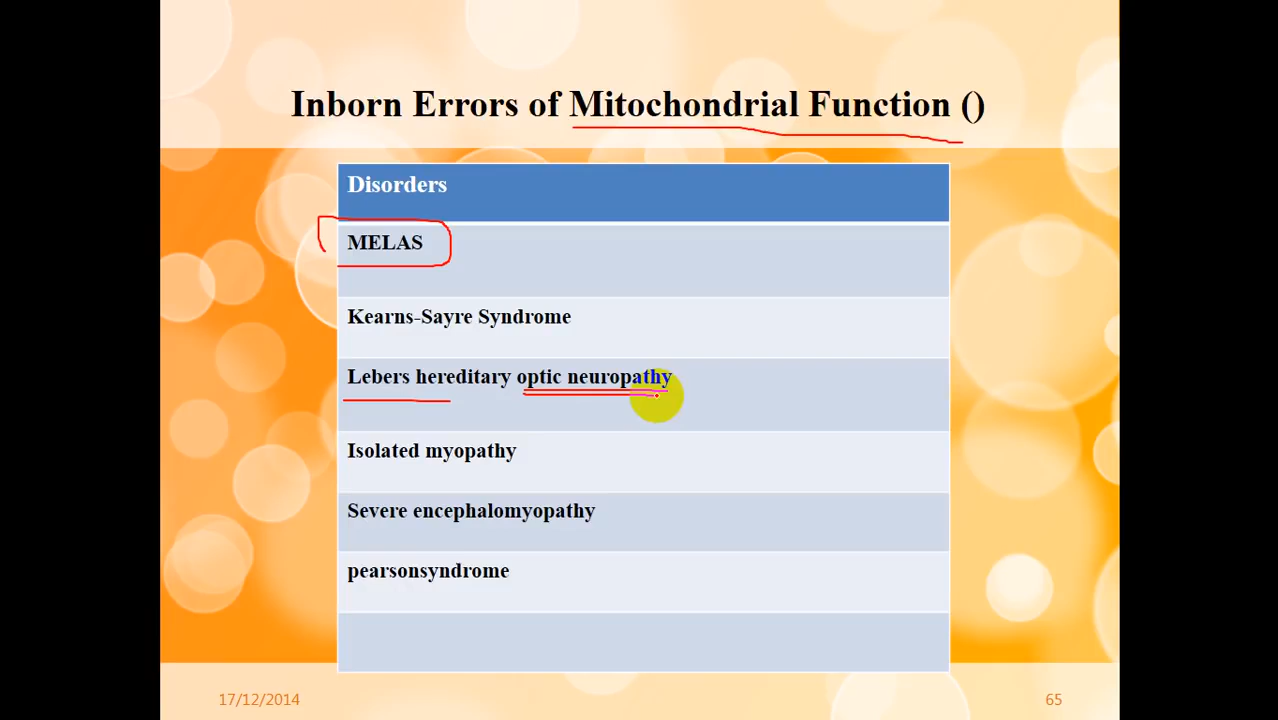 Inborn Errors of Mitochondrial Function ()
Disorders
MELAS
Kearns-Sayre Syndrome
Lebers hereditary optic neuropathy
Isolated myopathy
Severe encephalomyopathy
pearsonsyndrome
17/12/2014
65